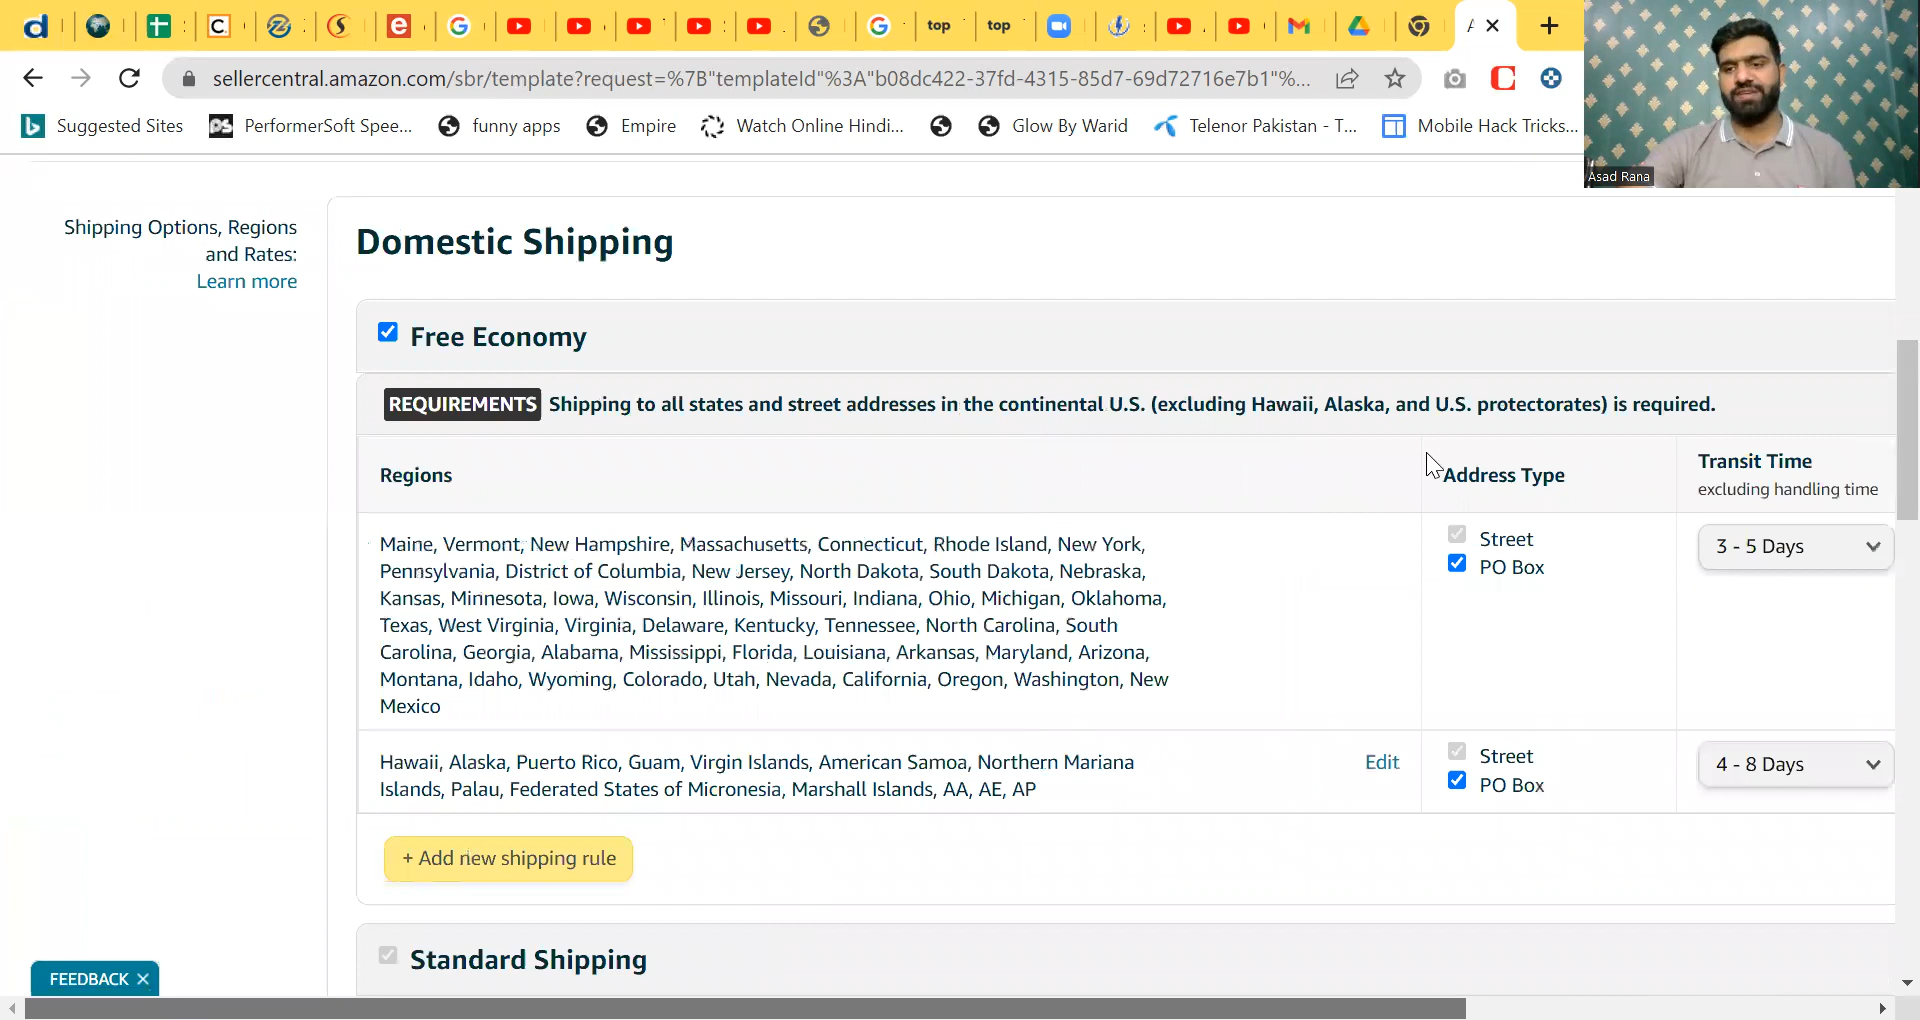 top
top
sellercentral.amazon.com/sbr/template?request=%7B"templateId"%3A"b08dc422-37fd-4315-85d7-69d72716e7b1"%...
Suggested Sites
PerformerSoft Spee...
funny apps
Empire
Watch Online Hindi...
Glow By Warid
Telenor Pakistan - T...
Mobile Hack Tricks...
Asad Rana
Shipping Options, Regions
and Rates:
Learn more
Domestic Shipping
Free Economy
REQUIREMENTS Shipping to all states and street addresses in the continental U.S. (excluding Hawaii, Alaska, and U.S. protectorates) is required.
Regions
Address Type
Transit Time
excluding handling time
Maine, Vermont, New Hampshire, Massachusetts, Connecticut, Rhode Island, New York,
Pennsylvania, District of Columbia, New Jersey, North Dakota, South Dakota, Nebraska,
Kansas, Minnesota, Iowa, Wisconsin, Illinois, Missouri, Indiana, Ohio, Michigan, Oklahoma,
Texas, West Virginia, Virginia, Delaware, Kentucky, Tennessee, North Carolina, South
Carolina, Georgia, Alabama, Mississippi, Florida, Louisiana, Arkansas, Maryland, Arizona,
Montana, Idaho, Wyoming, Colorado, Utah, Nevada, California, Oregon, Washington, New
Mexico
Street
PO Box
3 - 5 Days
Hawaii, Alaska, Puerto Rico, Guam, Virgin Islands, American Samoa, Northern Mariana
Islands, Palau, Federated States of Micronesia, Marshall Islands, AA, AE, AP
Edit
Street
PO Box
4 - 8 Days
+ Add new shipping rule
Standard Shipping
FEEDBACK